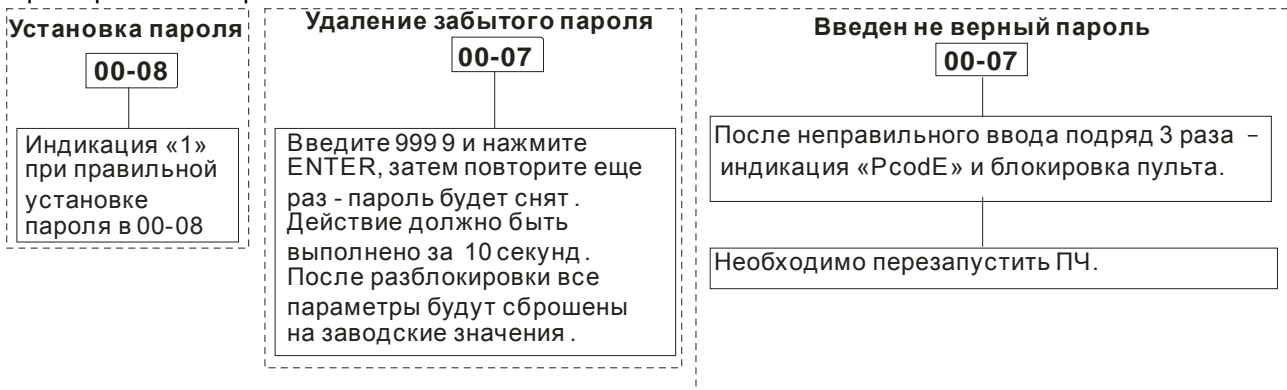 Установка пароля
00-08
Индикация «1»
при правильной
установке
пароля в 00-08
Удаление забытого пароля
00-07
Введите 999 9 и нажмите
ENTER, затем повторите еще
раз - пароль будет снят .
Действие должно быть
выполнено за 10 секунд .
После разблокировки все
параметры будут сброшены
на заводские значения .
Введен не верный пароль
00-07
После неправильного ввода подряд 3 раза –
индикация «PcodE» и блокировка пульта.
Необходимо перезапустить ПЧ.